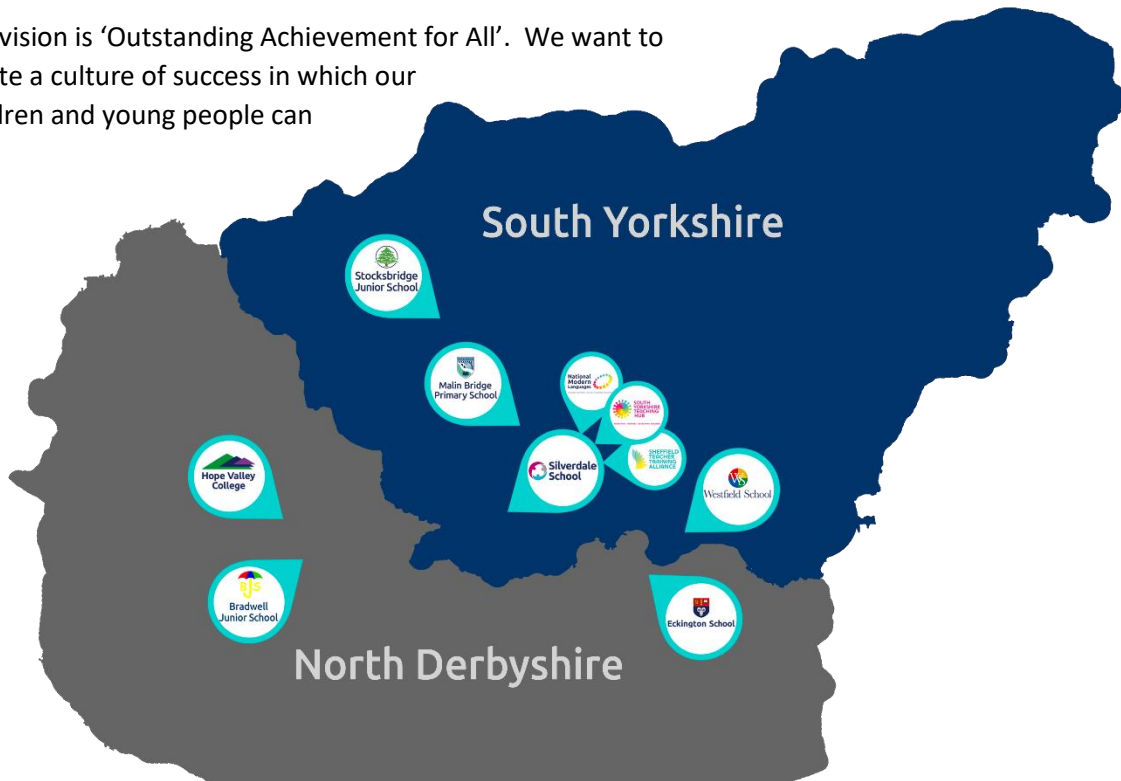 vision is ‘Outstanding Achievement for All’. We want to
te a culture of success in which our
dren and young people can
South Yorkshire
Stocksbridge
Junior School
Malin Bridge
Primary School
National
Modern
Languages
SOUTH
YORKSHIRE
TEACHING
HUB
SHEFFIELD
TEACHER
TRAINING
ALLIANCE
Silverdale
School
WS
Westfield School
Hope Valley
College
BJS
Bradwell
Junior School
Eckington School
North Derbyshire